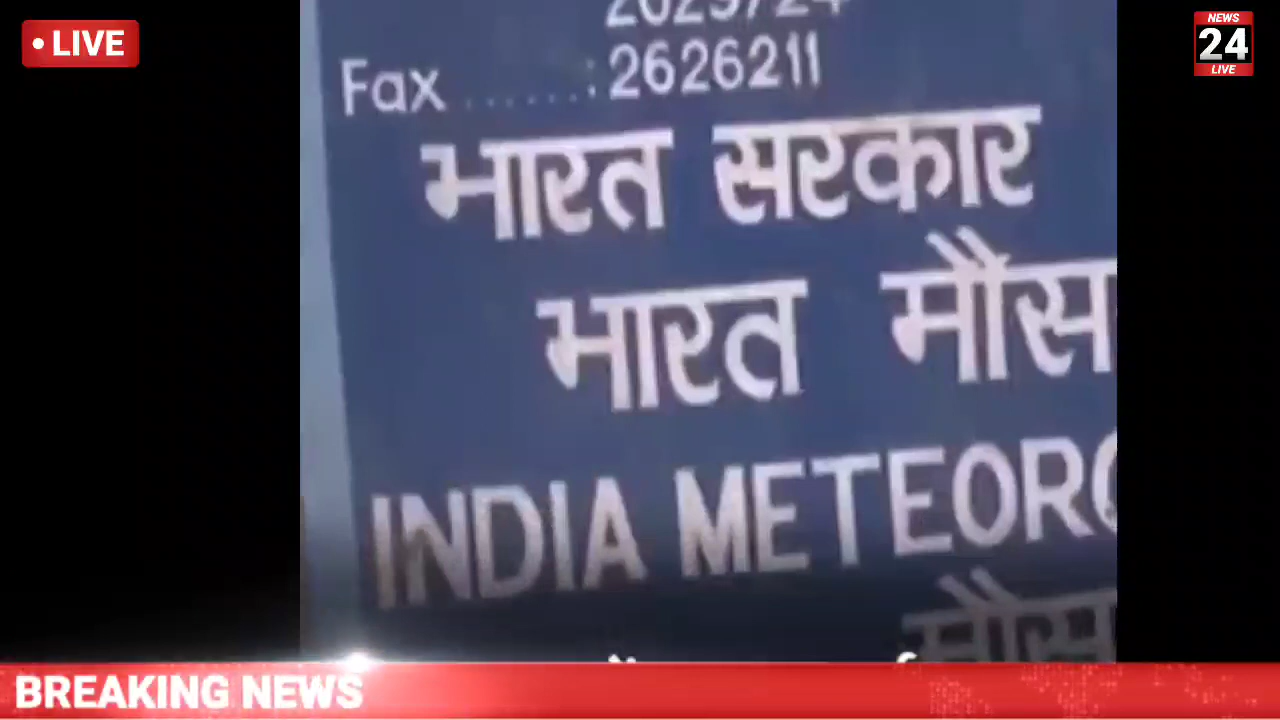 LIVE
NEWS
24
LIVE
Fax ......: 2626211
भारत सरकार
भारत मौस
INDIA METEORO
मौस
BREAKING NEWS